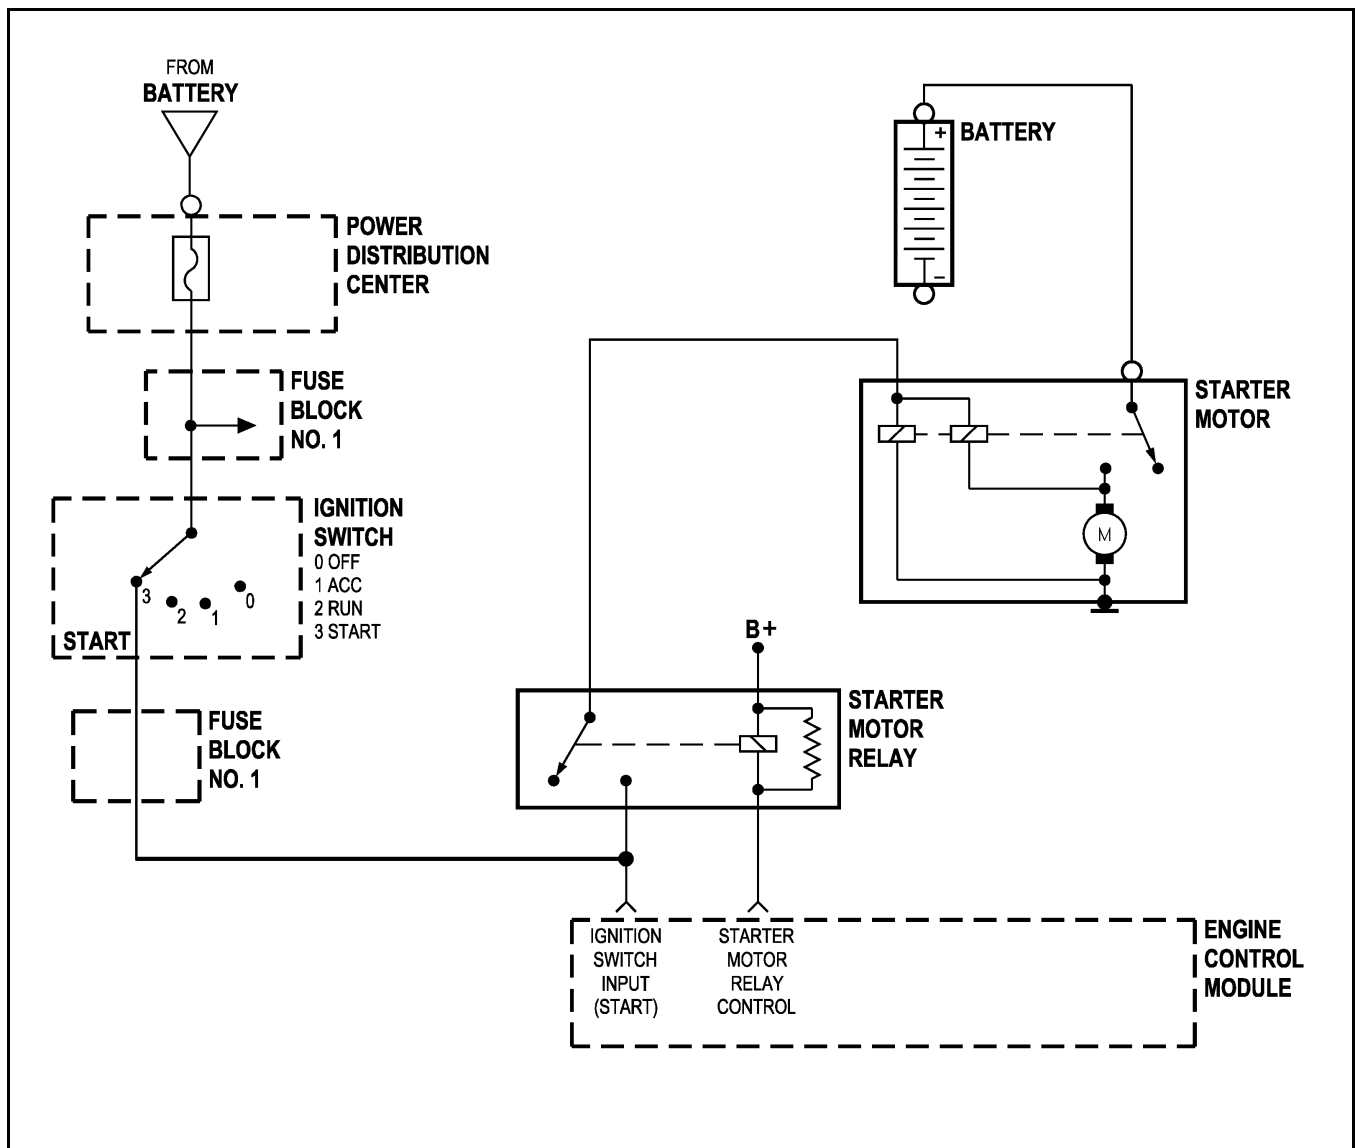 FROM
BATTERY
POWER
DISTRIBUTION
CENTER
FUSE
BLOCK
NO. 1
IGNITION
SWITCH
0 OFF
1 ACC
2 RUN
3 START
3
2
1
0
START
FUSE
BLOCK
NO. 1
+
BATTERY
–
STARTER
MOTOR
M
B+
STARTER
MOTOR
RELAY
IGNITION
SWITCH
INPUT
(START)
STARTER
MOTOR
RELAY
CONTROL
ENGINE
CONTROL
MODULE